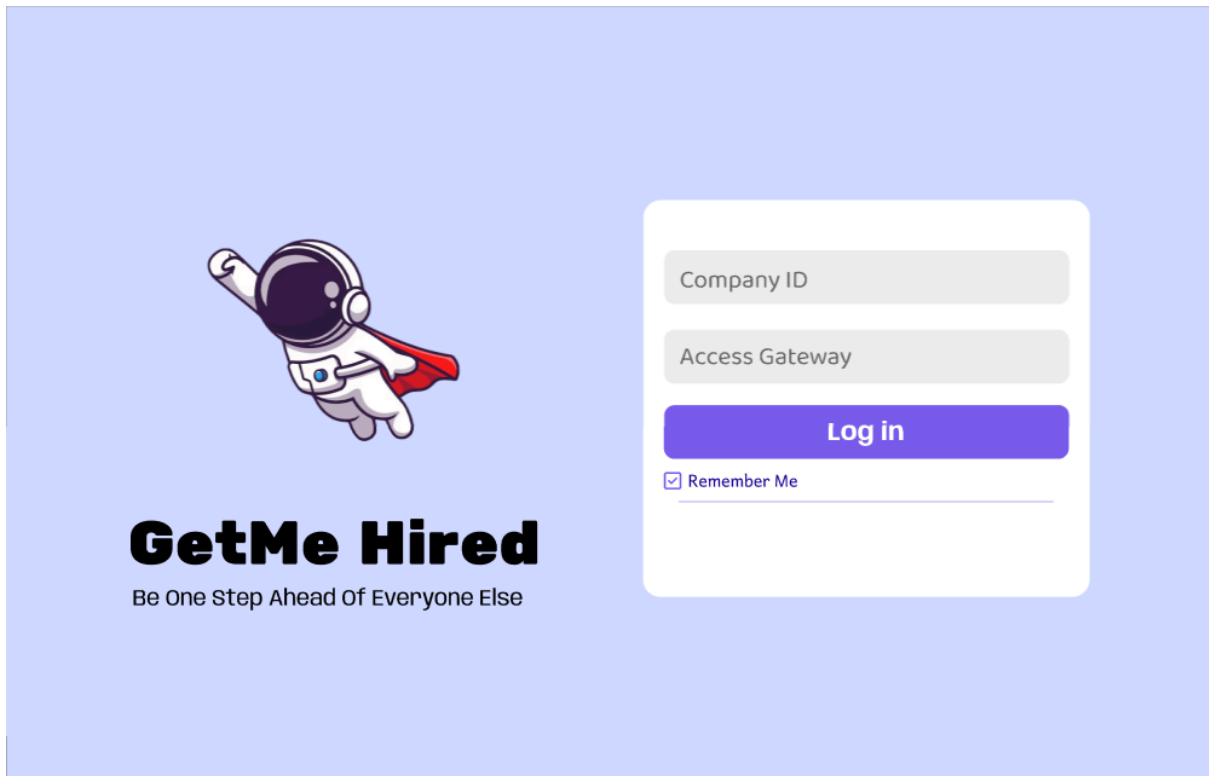 Company ID
Access Gateway
Log in
Remember Me
GetMe Hired
Be One Step Ahead Of Everyone Else